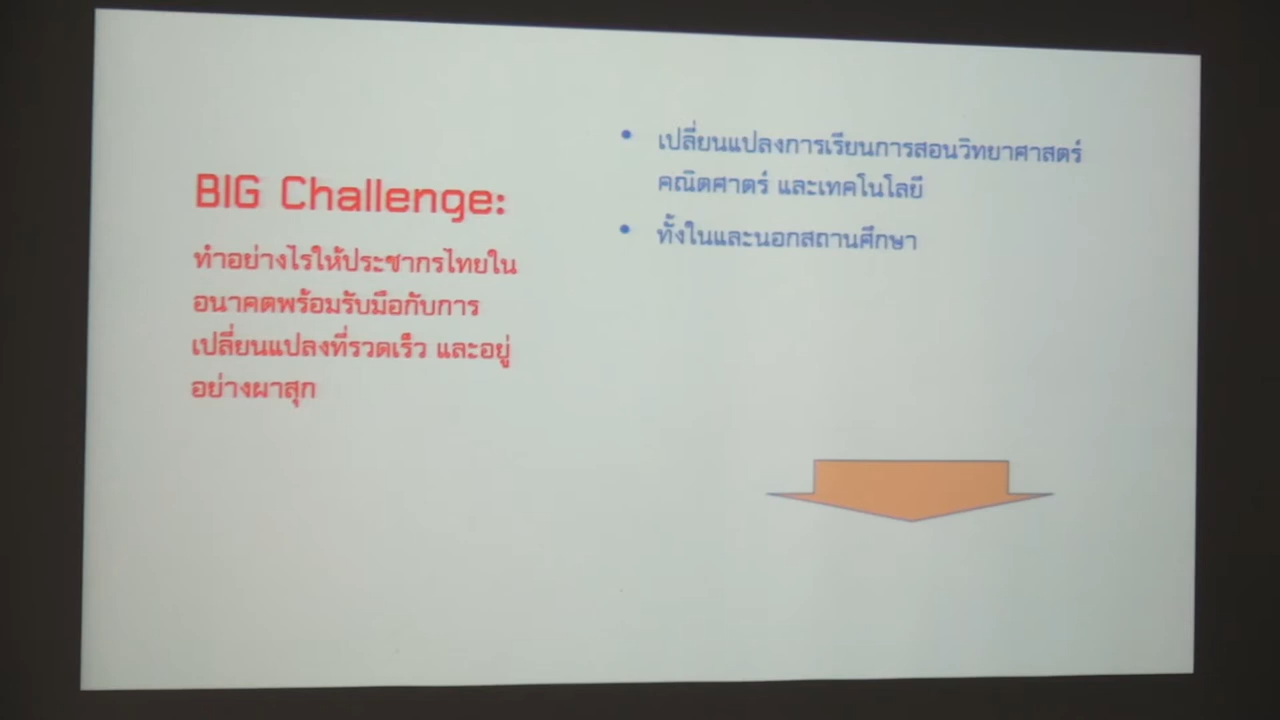 BIG Challenge:
ทำอย่างไรให้ประชากรไทยใน
อนาคตพร้อมรับมือกับการ
เปลี่ยนแปลงที่รวดเร็ว และอยู่
อย่างผาสุก
• เปลี่ยนแปลงการเรียนการสอนวิทยาศาสตร์
คณิตศาตร์ และเทคโนโลยี
• ทั้งในและนอกสถานศึกษา